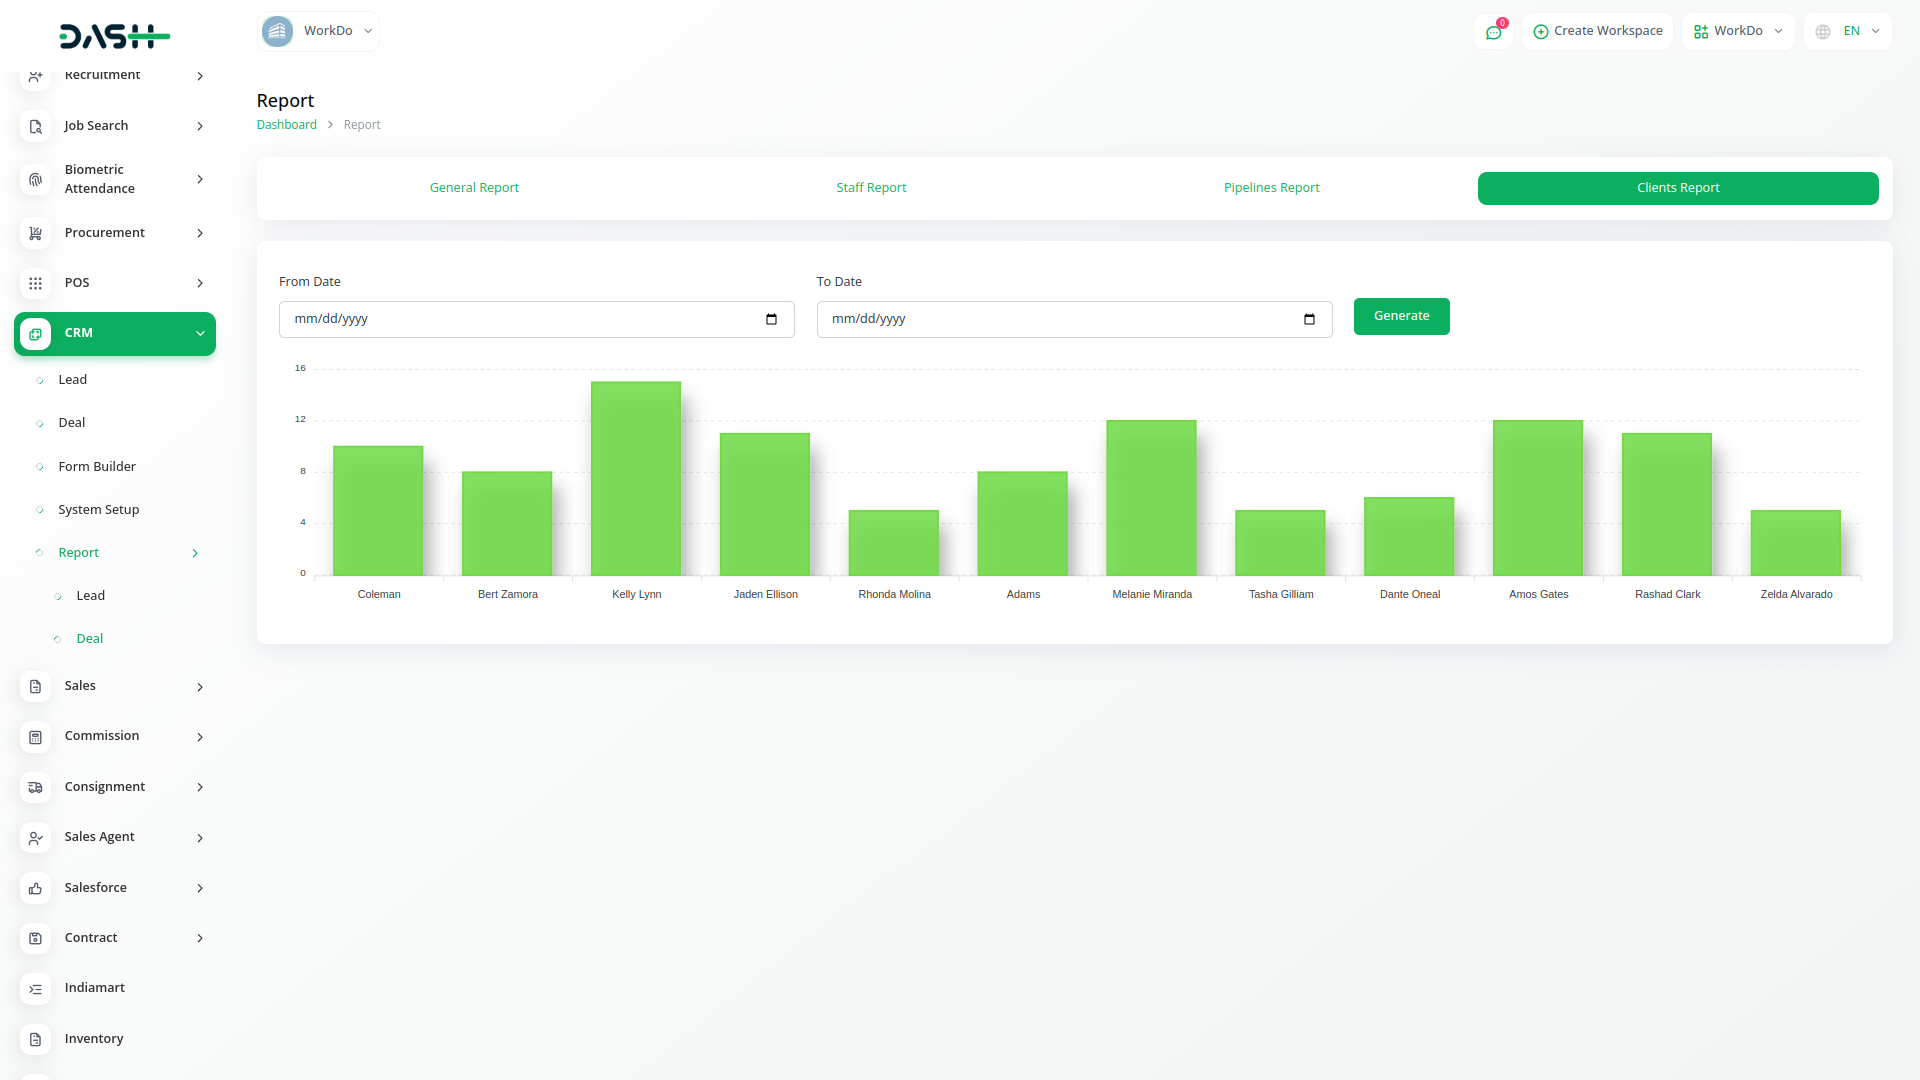 DASH
WorkDo
0
Create Workspace
WorkDo
EN
Recruitment
Job Search
Biometric
Attendance
Procurement
POS
CRM
Lead
Deal
Form Builder
System Setup
Report
Lead
Deal
Sales
Commission
Consignment
Sales Agent
Salesforce
Contract
Indiamart
Inventory
Report
Dashboard > Report
General Report
Staff Report
Pipelines Report
Clients Report
From Date
To Date
mm/dd/yyyy
mm/dd/yyyy
Generate
16
12
8
4
0
Coleman
Bert Zamora
Kelly Lynn
Jaden Ellison
Rhonda Molina
Adams
Melanie Miranda
Tasha Gilliam
Dante Oneal
Amos Gates
Rashad Clark
Zelda Alvarado